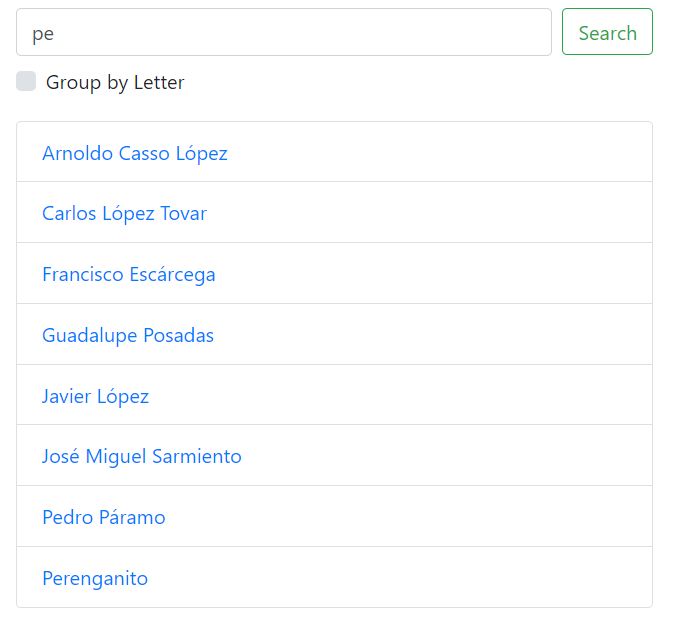 pe
Search
Group by Letter
Arnoldo Casso López
Carlos López Tovar
Francisco Escárcega
Guadalupe Posadas
Javier López
José Miguel Sarmiento
Pedro Páramo
Perenganito